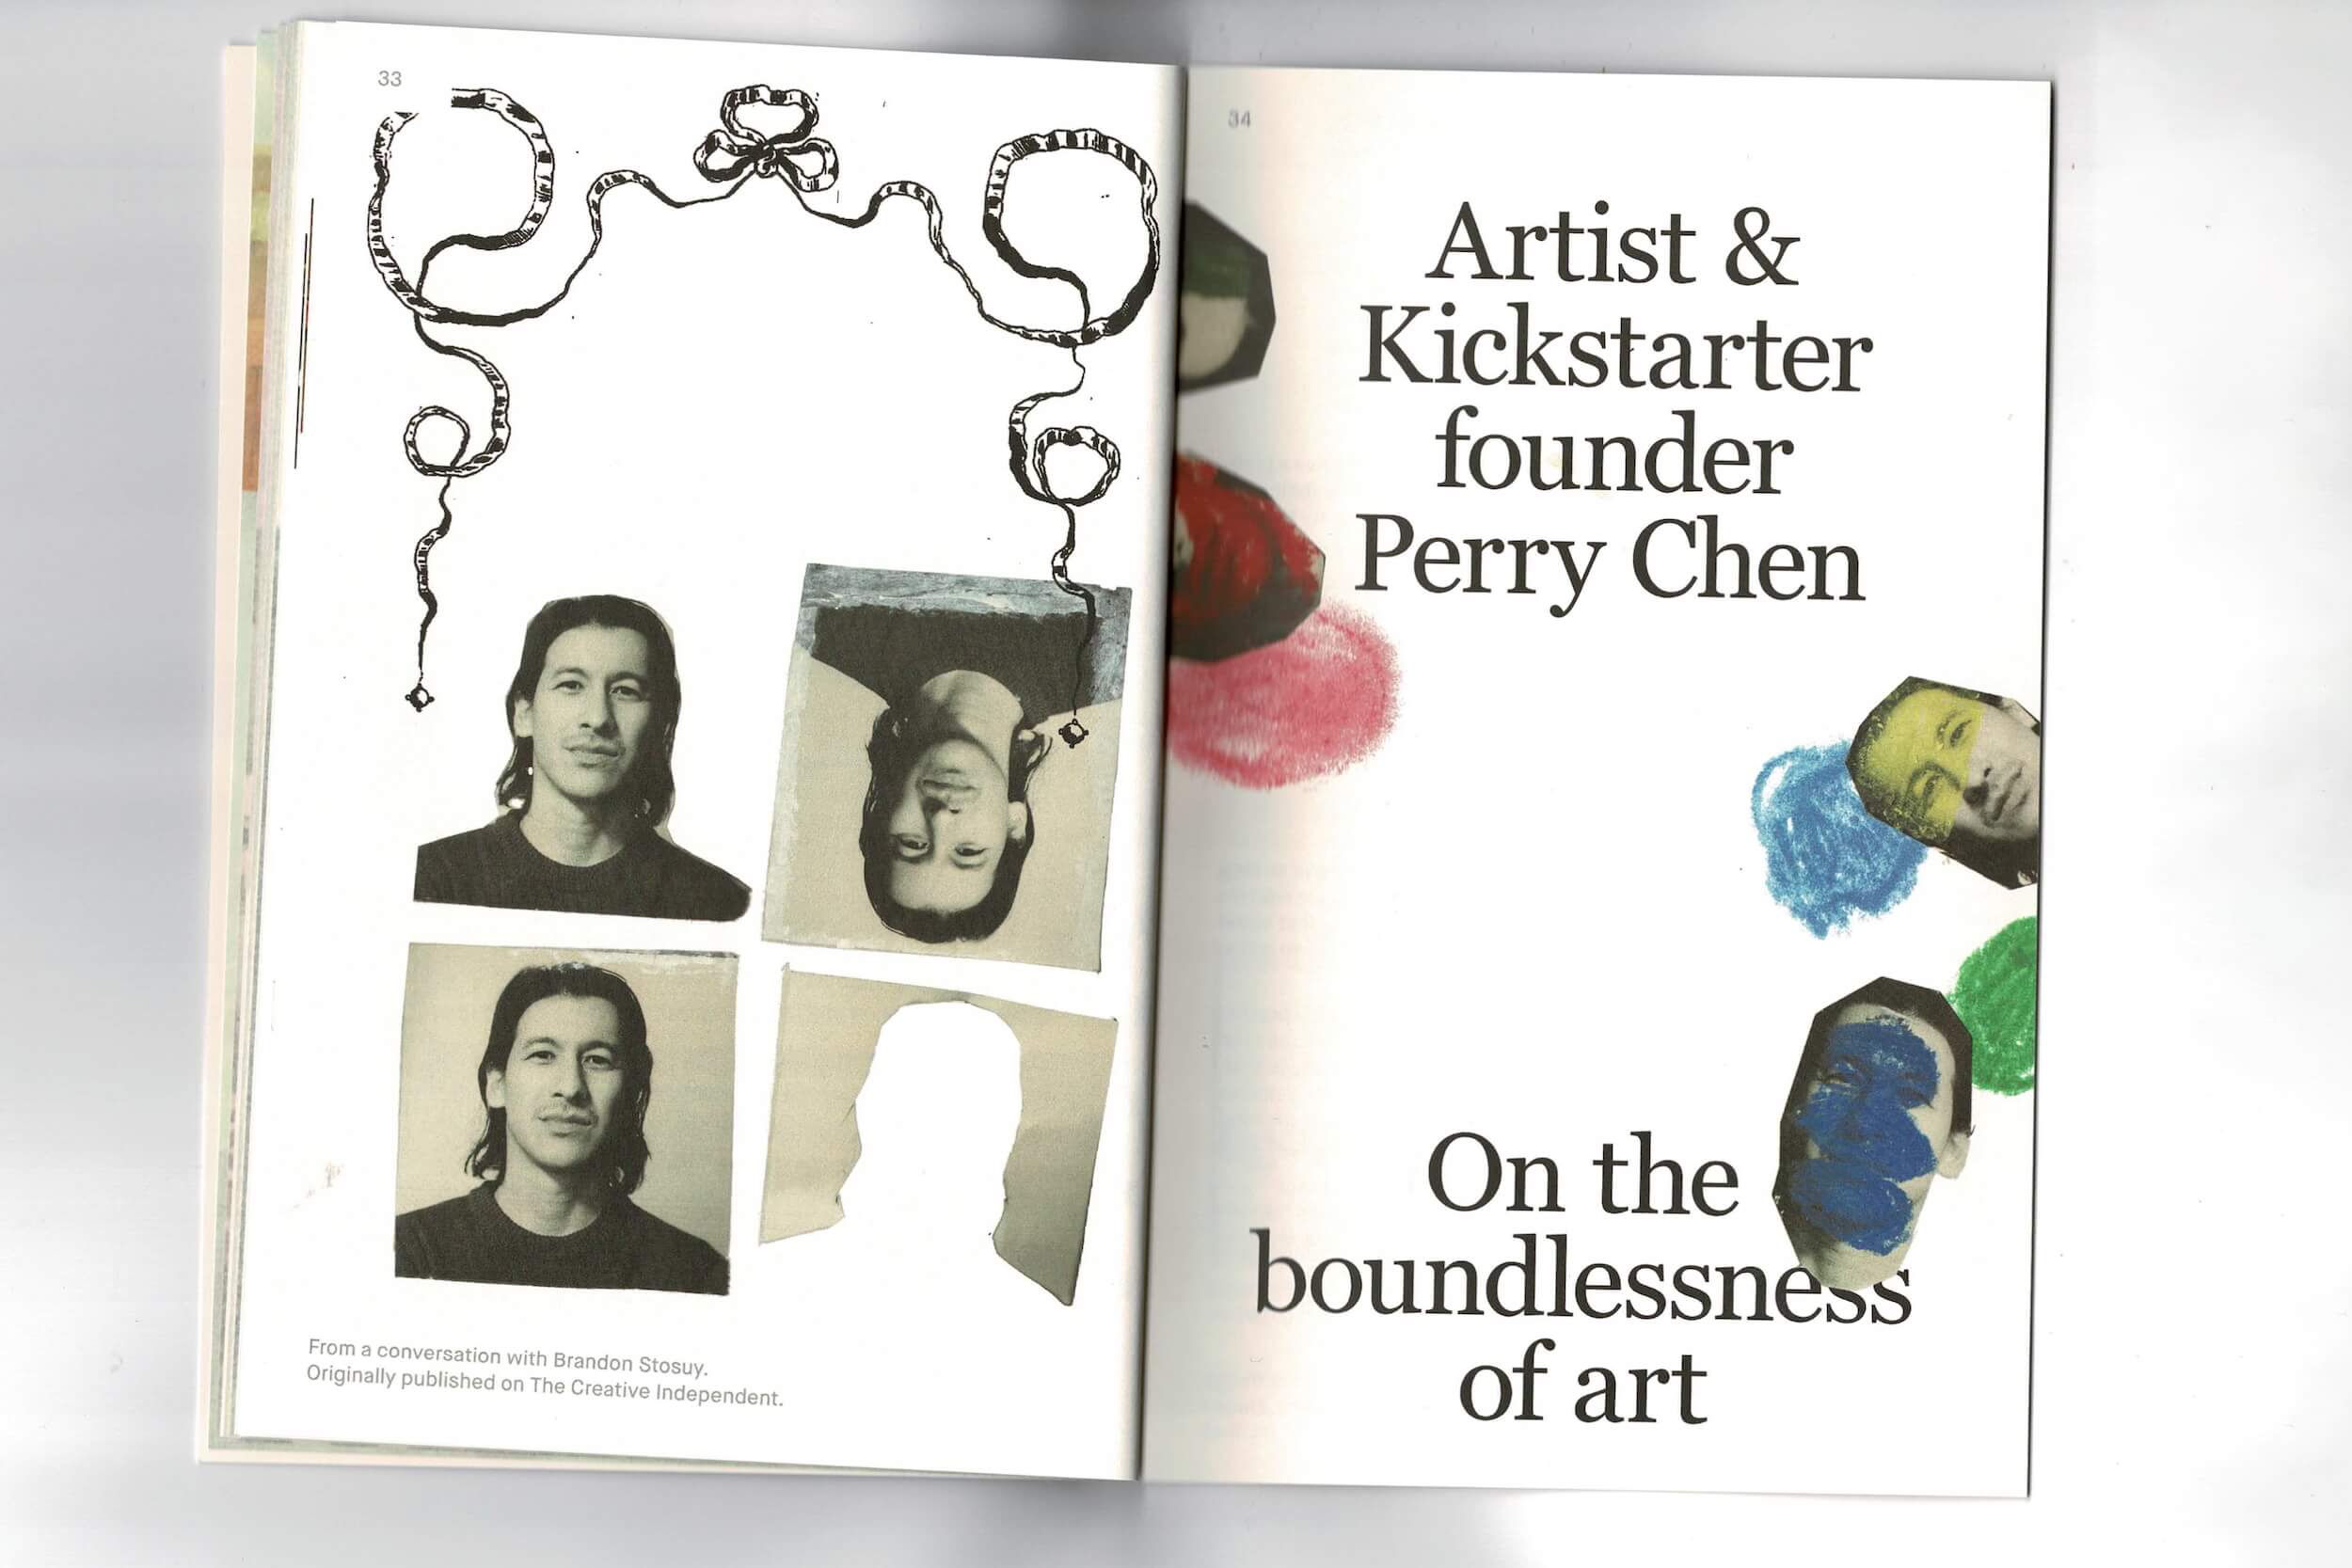 33
From a conversation with Brandon Stosuy.
Originally published on The Creative Independent.
34
Artist &
Kickstarter
founder
Perry Chen
On the
boundlessness
of art